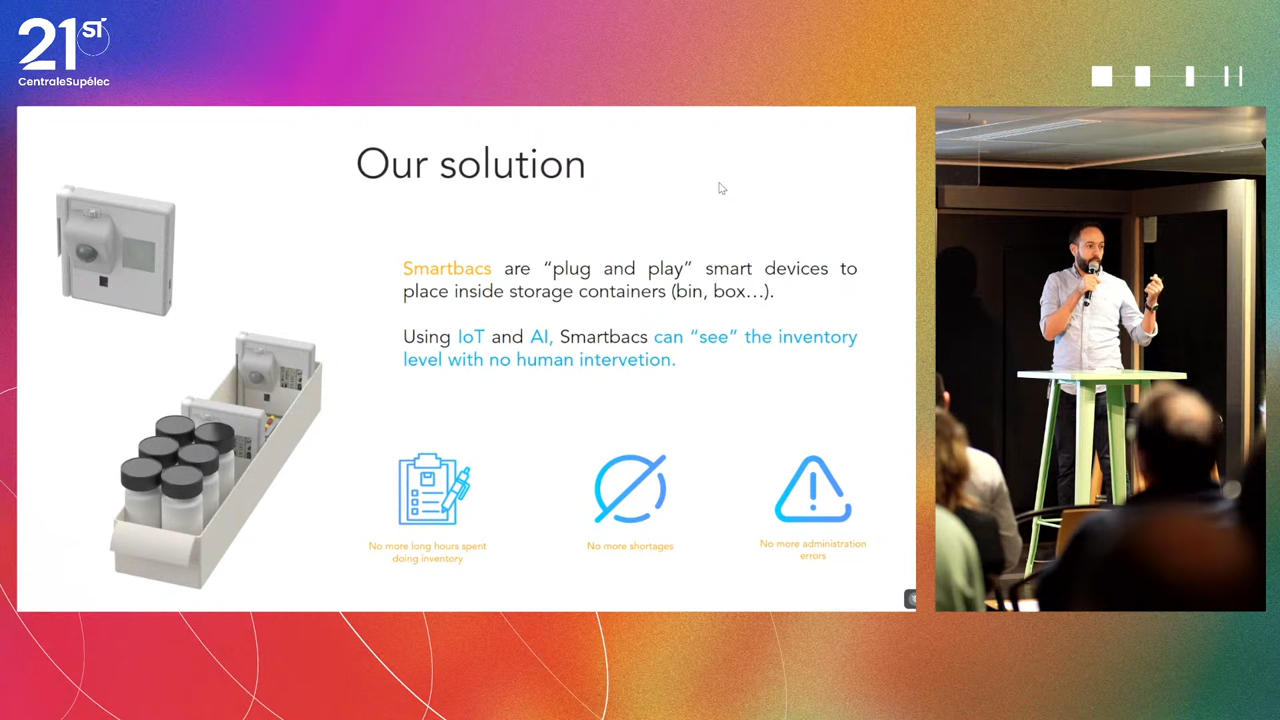 21st
CentraleSupélec
Our solution
Smartbacs are “plug and play” smart devices to
place inside storage containers (bin, box...).
Using IoT and AI, Smartbacs can “see” the inventory
level with no human intervetion.
No more long hours spent
doing inventory
No more shortages
No more administration
errors